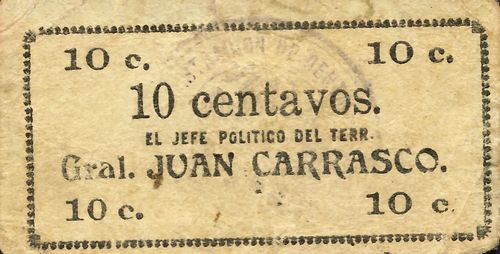 10 c. 10 c.
10 centavos.
EL JEFE POLITICO DEL TERR.
Gral. JUAN CARRASCO.
10 c. 10 c.